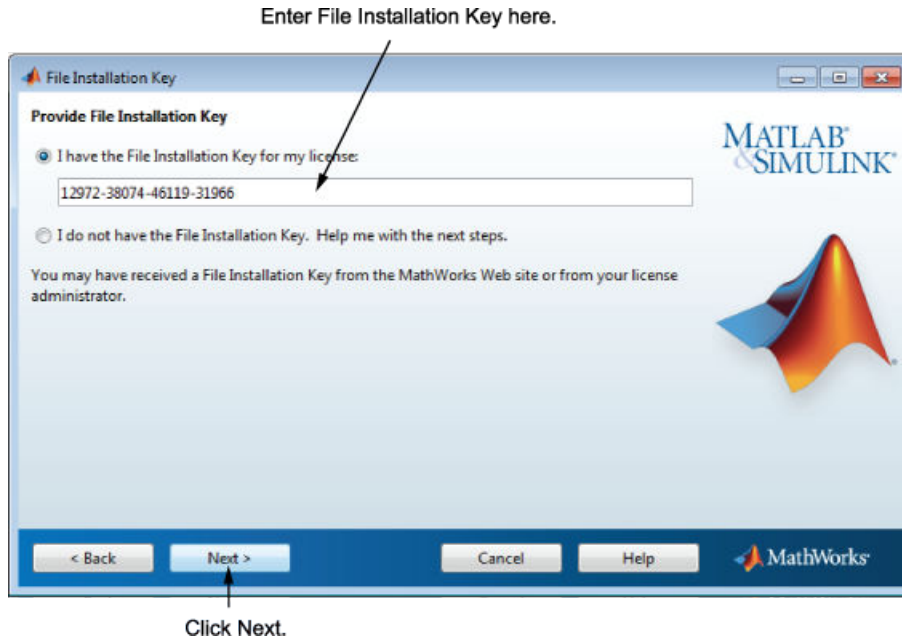 Enter File Installation Key here.
File Installation Key
Provide File Installation Key
MATLAB®
&SIMULINK®
I have the File Installation Key for my license:
12972-38074-46119-31966
I do not have the File Installation Key. Help me with the next steps.
You may have received a File Installation Key from the MathWorks Web site or from your license
administrator.
< Back
Next >
Cancel
Help
MathWorks®
Click Next.